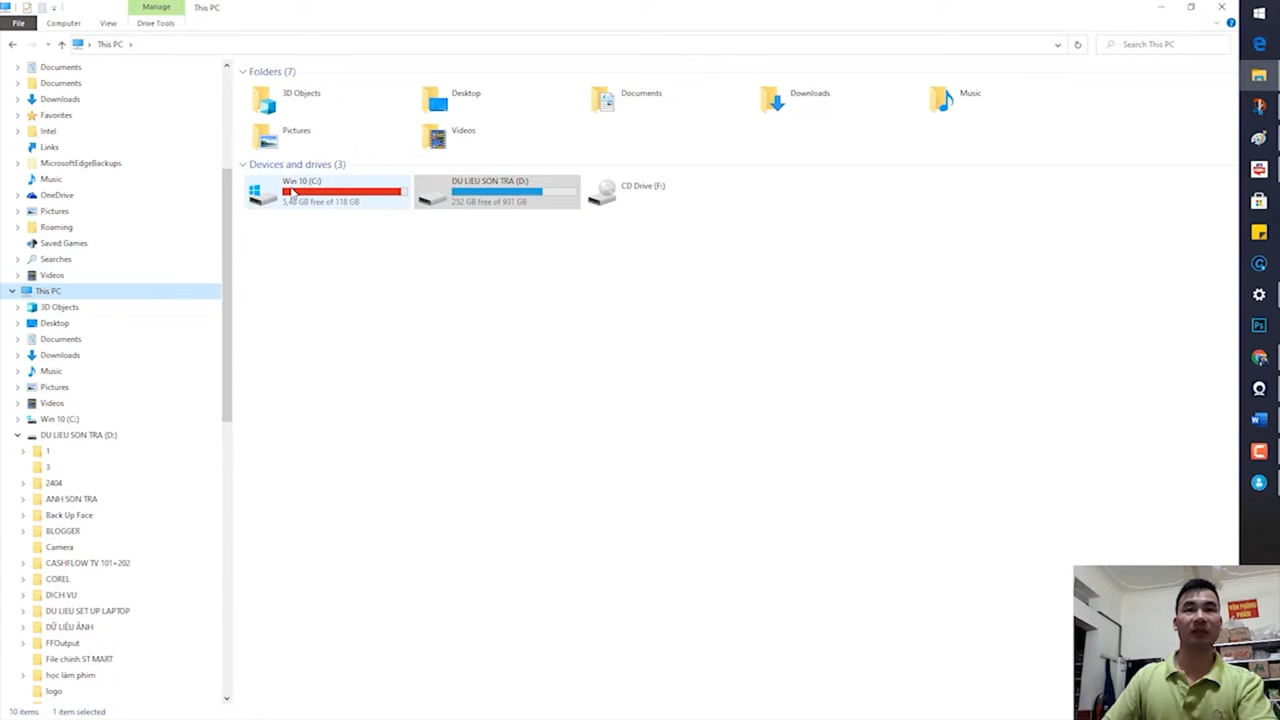 Manage
This PC
File
Computer
View
Drive Tools
This PC
Search This PC
Documents
Documents
Downloads
Favorites
Intel
Links
MicrosoftEdgeBackups
Music
OneDrive
Pictures
Roaming
Saved Games
Searches
Videos
This PC
3D Objects
Desktop
Documents
Downloads
Music
Pictures
Videos
Win 10 (C:)
DU LIEU SON TRA (D:)
1
3
2404
ANH SON TRA
Back Up Face
BLOGGER
Camera
CASHFLOW TV 101+202
COREL
DICH VU
DU LIEU SET UP LAPTOP
DỮ LIỆU ẢNH
FFOutput
File chinh ST MART
học làm phim
logo
Folders (7)
3D Objects
Desktop
Documents
Downloads
Music
Pictures
Videos
Devices and drives (3)
Win 10 (C:)
GB free of 118 GB
DU LIEU SON TRA (D:)
252 GB free of 931 GB
CD Drive (F:)
10 items
1 item selected
VĂN PHÒNG
PHẨM